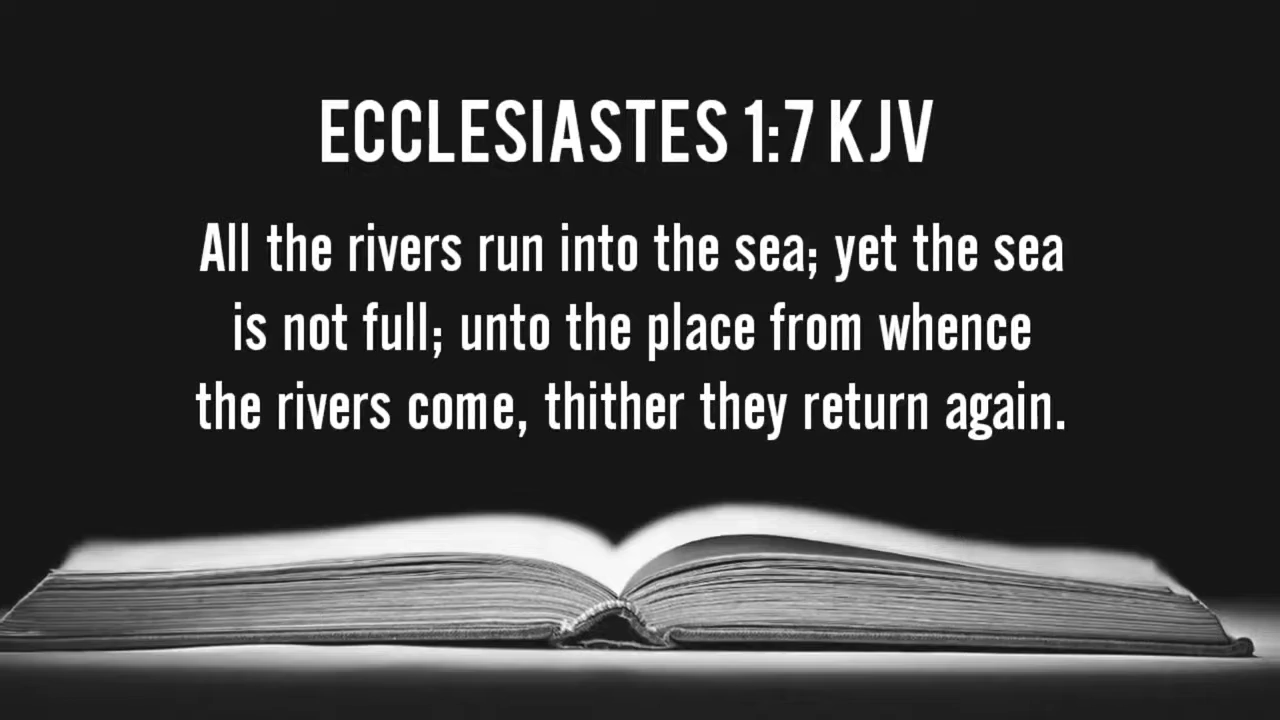 ECCLESIASTES 1:7 KJV
All the rivers run into the sea; yet the sea
is not full; unto the place from whence
the rivers come, thither they return again.